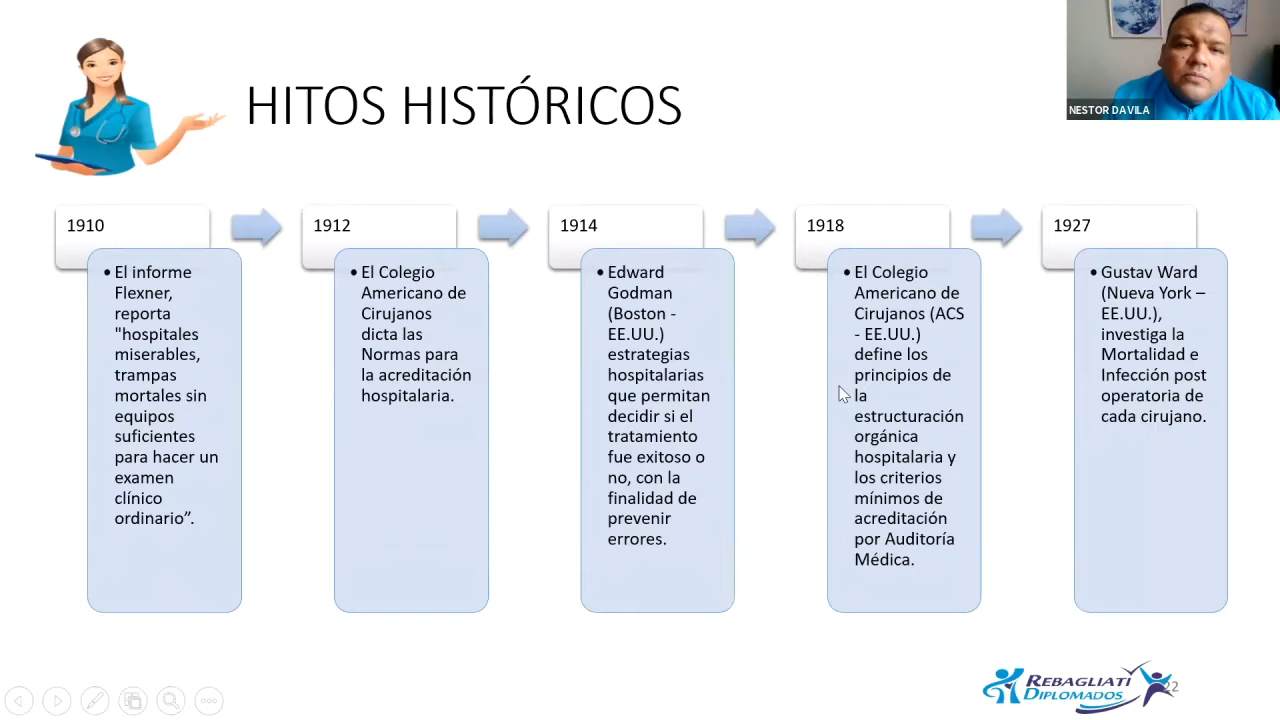 HITOS HISTÓRICOS
NESTOR DAVILA
1910
• El informe
Flexner,
reporta
"hospitales
miserables,
trampas
mortales sin
equipos
suficientes
para hacer un
examen
clínico
ordinario”.
1912
• El Colegio
Americano de
Cirujanos
dicta las
Normas para
la acreditación
hospitalaria.
1914
• Edward
Godman
(Boston -
EE.UU.)
estrategias
hospitalarias
que permitan
decidir si el
tratamiento
fue exitoso o
no, con la
finalidad de
prevenir
errores.
1918
• El Colegio
Americano de
Cirujanos (ACS
- EE.UU.)
define los
principios de
la
estructuración
orgánica
hospitalaria y
los criterios
mínimos de
acreditación
por Auditoría
Médica.
1927
• Gustav Ward
(Nueva York –
EE.UU.),
investiga la
Mortalidad e
Infección post
operatoria de
cada cirujano.
REBAGLIATI
DIPLOMADOS
22